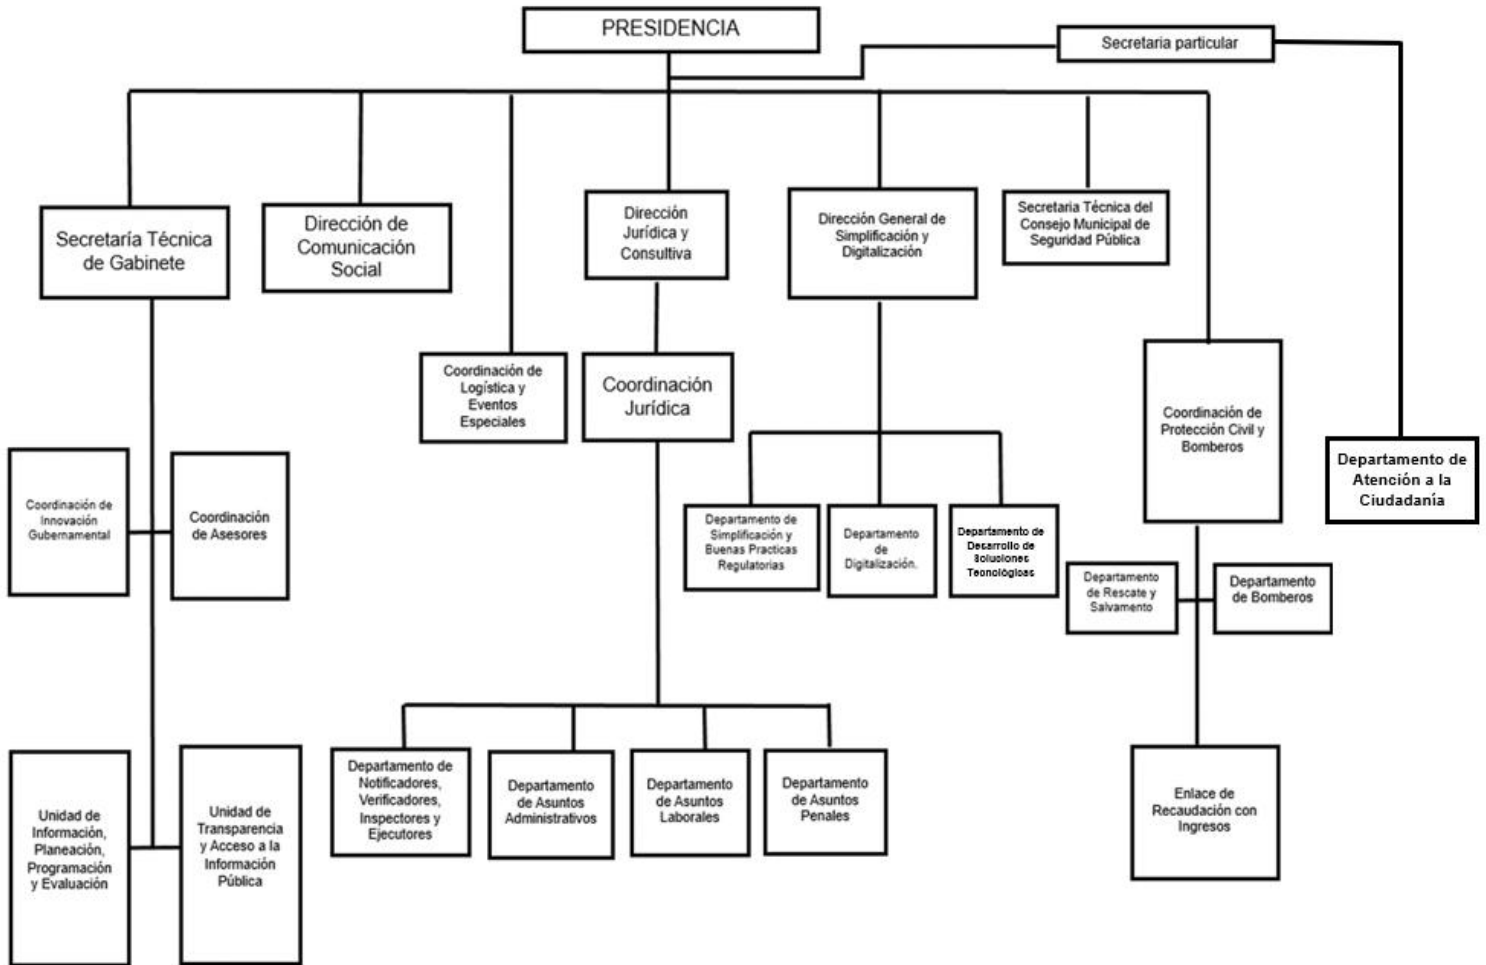 PRESIDENCIA
Secretaria particular
Secretaría Técnica
de Gabinete
Dirección de
Comunicación
Social
Dirección
Jurídica y
Consultiva
Dirección General de
Simplificación y
Digitalización
Secretaria Técnica del
Consejo Municipal de
Seguridad Pública
Coordinación de
Logística y
Eventos
Especiales
Coordinación
Jurídica
Coordinación de
Protección Civil y
Bomberos
Departamento de
Atención a la
Ciudadanía
Coordinación de
Innovación
Gubernamental
Coordinación
de Asesores
Departamento de
Simplificación y
Buenas Practicas
Regulatorias
Departamento
de
Digitalización.
Departamento de
Desarrollo de
Soluciones
Tecnológicas
Departamento
de Rescate y
Salvamento
Departamento
de Bomberos
Unidad de
Información,
Planeación,
Programación
y Evaluación
Unidad de
Transparencia
y Acceso a la
Información
Pública
Departamento de
Notificadores,
Verificadores,
Inspectores y
Ejecutores
Departamento
de Asuntos
Administrativos
Departamento
de Asuntos
Laborales
Departamento
de Asuntos
Penales
Enlace de
Recaudación con
Ingresos